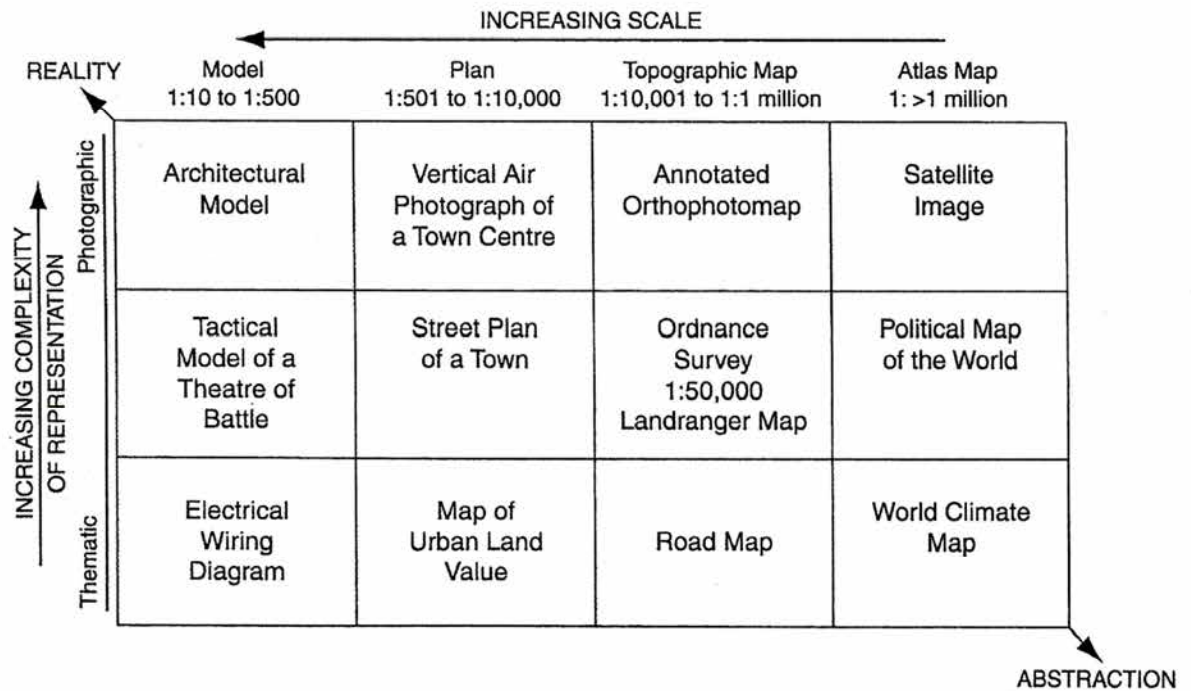 INCREASING SCALE
REALITY
Model
1:10 to 1:500
Plan
1:501 to 1:10,000
Topographic Map
1:10,001 to 1:1 million
Atlas Map
1: >1 million
INCREASING COMPLEXITY
OF REPRESENTATION
Photographic
Architectural
Model
Vertical Air
Photograph of
a Town Centre
Annotated
Orthophotomap
Satellite
Image
Tactical
Model of a
Theatre of
Battle
Street Plan
of a Town
Ordnance
Survey
1:50,000
Landranger Map
Political Map
of the World
Thematic
Electrical
Wiring
Diagram
Map of
Urban Land
Value
Road Map
World Climate
Map
ABSTRACTION